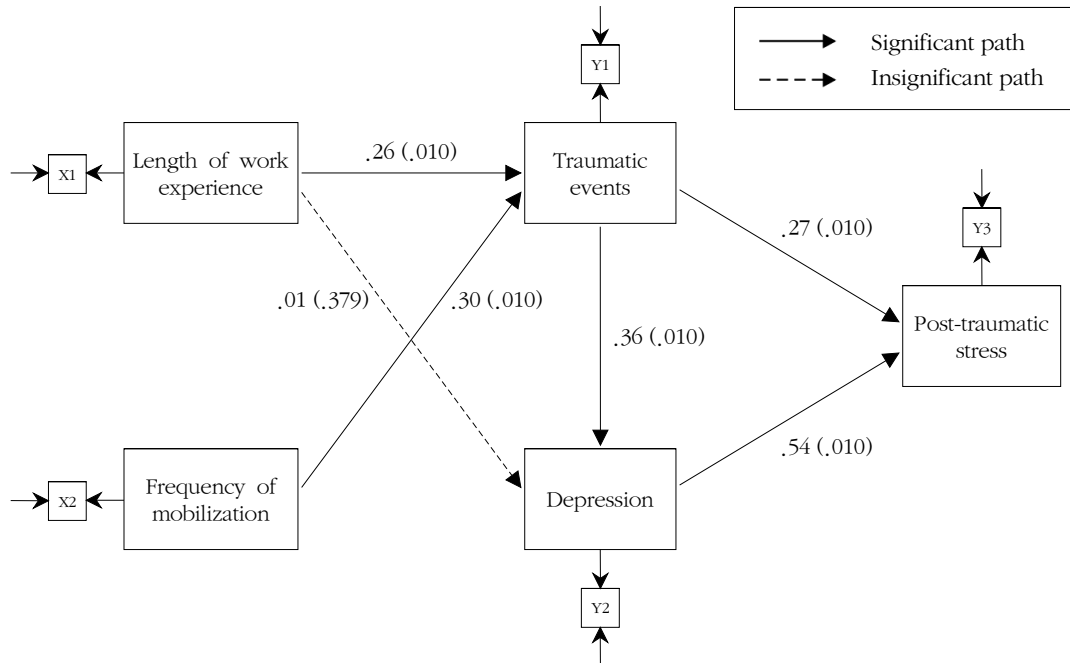 Y1
Significant path
Insignificant path
X1
Length of work
experience
.26 (.010)
Traumatic
events
Y3
.27 (.010)
.01 (.379)
.30 (.010)
.36 (.010)
Post-traumatic
stress
X2
Frequency of
mobilization
Depression
.54 (.010)
Y2